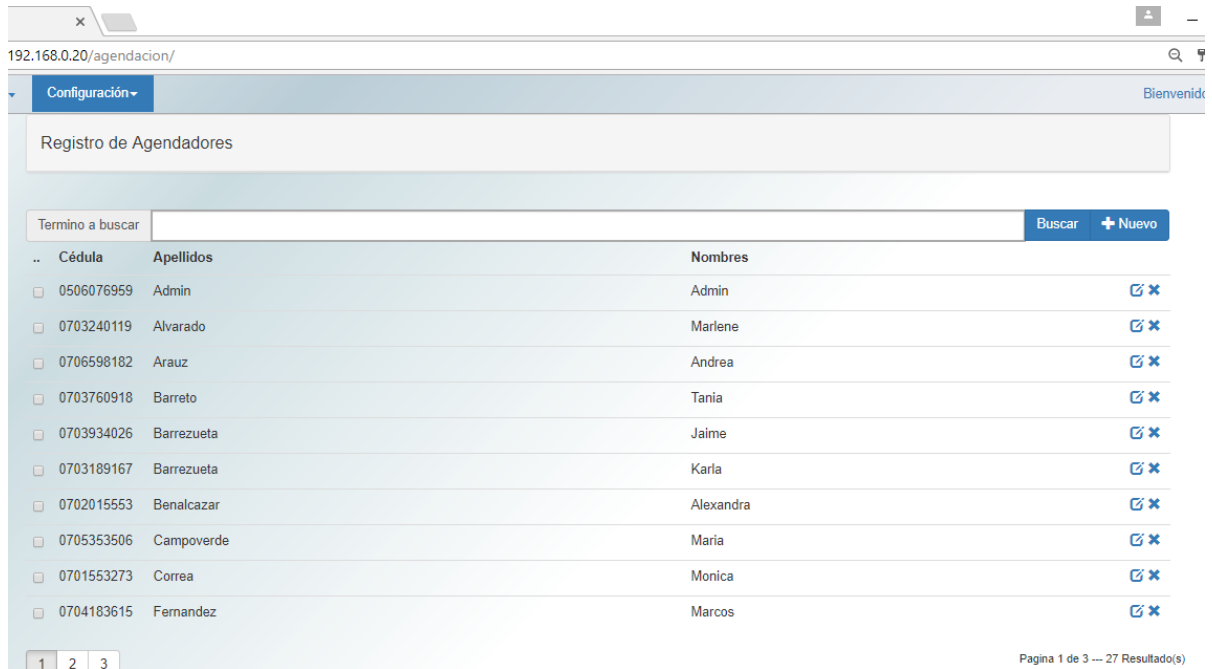 192.168.0.20/agendacion/
Configuración Bienvenido
Registro de Agendadores
Termino a buscar Buscar Nuevo
.. Cédula Apellidos Nombres
0506076959 Admin Admin
0703240119 Alvarado Marlene
0706598182 Arauz Andrea
0703760918 Barreto Tania
0703934026 Barrezueta Jaime
0703189167 Barrezueta Karla
0702015553 Benalcazar Alexandra
0705353506 Campoverde Maria
0701553273 Correa Monica
0704183615 Fernandez Marcos
1 2 3 Pagina 1 de 3 --- 27 Resultado(s)